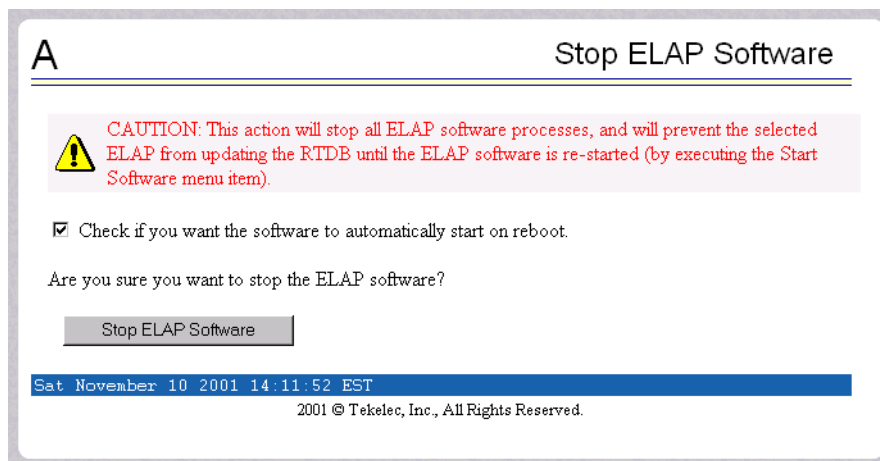 A
Stop ELAP Software
CAUTION: This action will stop all ELAP software processes, and will prevent the selected
ELAP from updating the RTDB until the ELAP software is re-started (by executing the Start
Software menu item).
Check if you want the software to automatically start on reboot.
Are you sure you want to stop the ELAP software?
Stop ELAP Software
Sat November 10 2001 14:11:52 EST
2001 © Tekelec, Inc., All Rights Reserved.